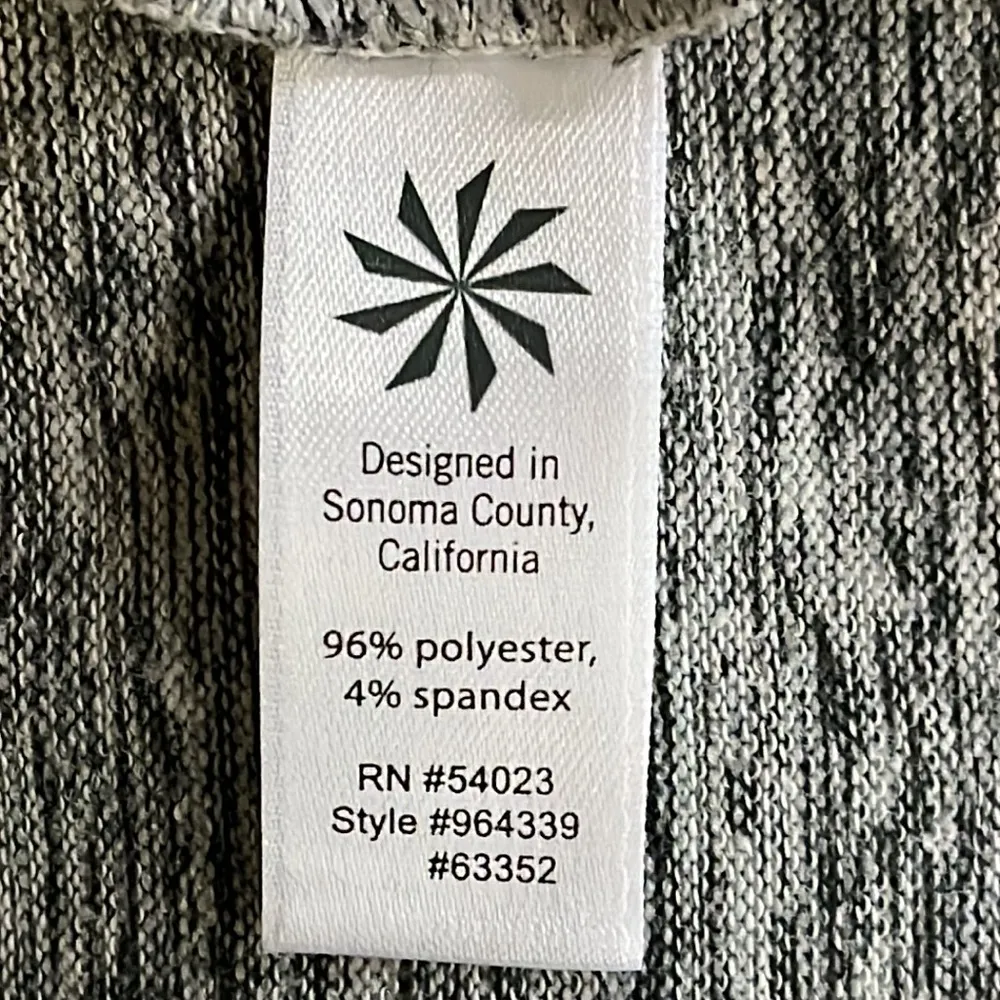 Designed in
Sonoma County,
California
96% polyester,
4% spandex
RN #54023
Style #964339
#63352